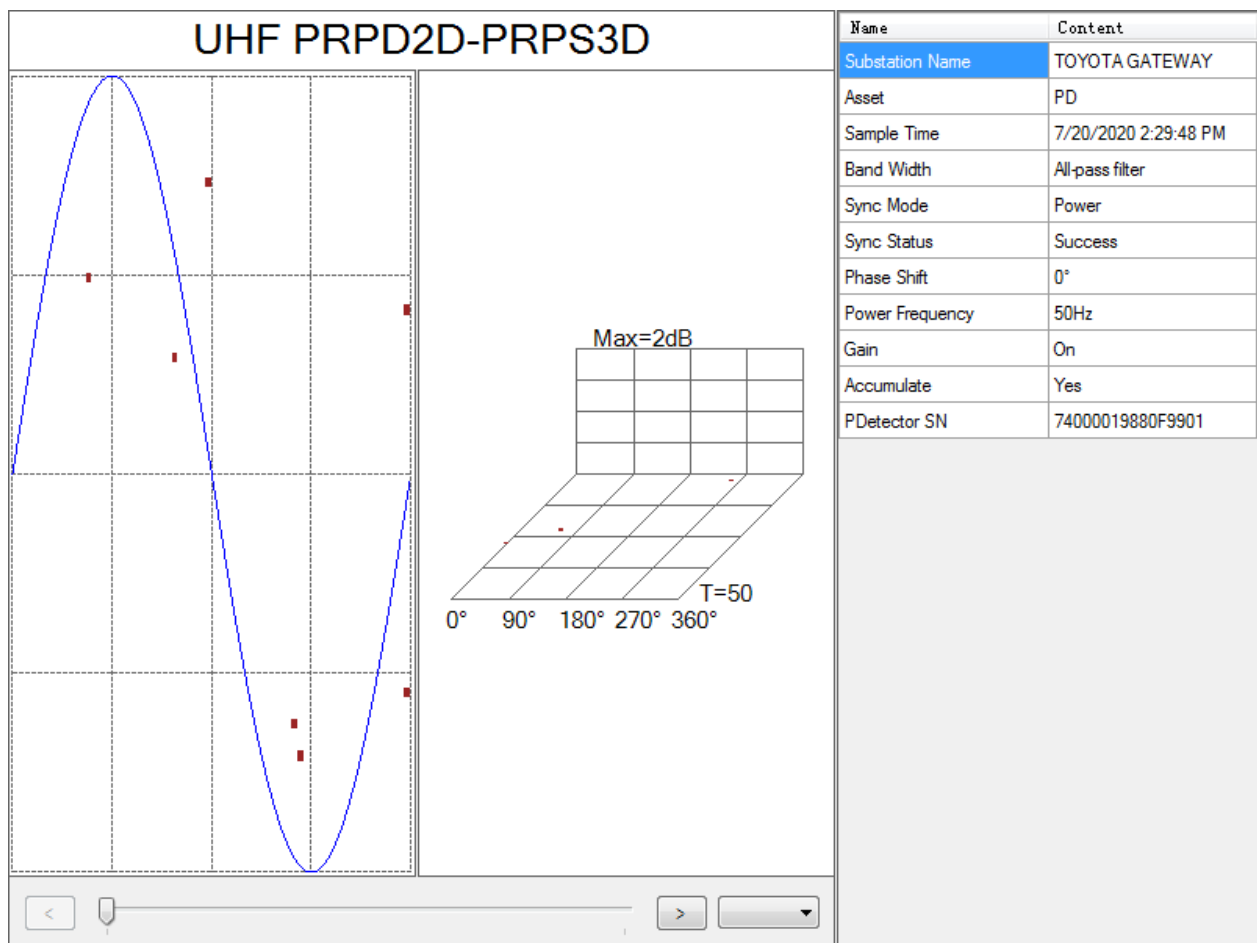 UHF PRPD2D-PRPS3D
Max=2dB
T=50
0° 90° 180° 270° 360°
< >
Name Content
Substation Name TOYOTA GATEWAY
Asset PD
Sample Time 7/20/2020 2:29:48 PM
Band Width All-pass filter
Sync Mode Power
Sync Status Success
Phase Shift 0°
Power Frequency 50Hz
Gain On
Accumulate Yes
PDetector SN 74000019880F9901